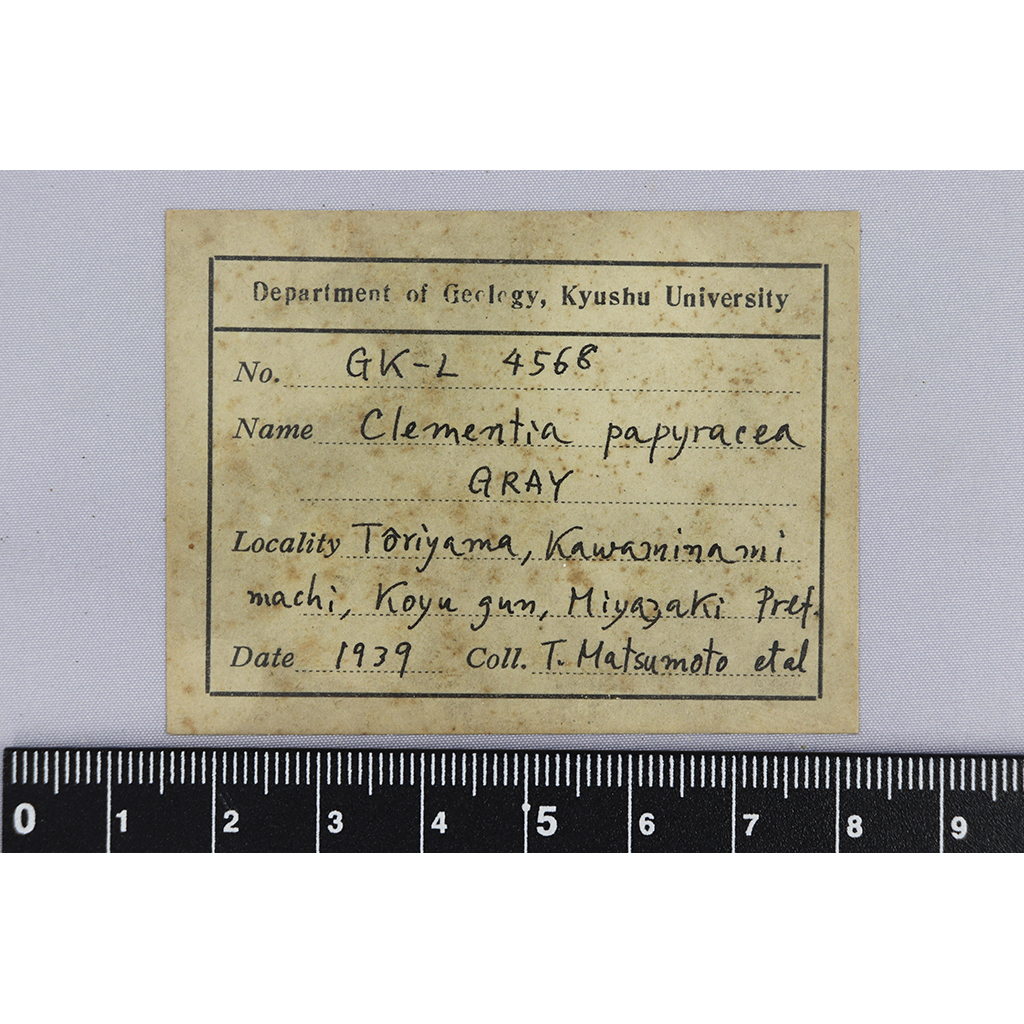 Department of Geology, Kyushu University
No. GK-L 4568
Name Clementia papyracea
GRAY
Locality Tôriyama, Kawaminami
machi, Koyu gun, Miyazaki Pref.
Date 1939 Coll. T. Matsumoto et al
0 1 2 3 4 5 6 7 8 9